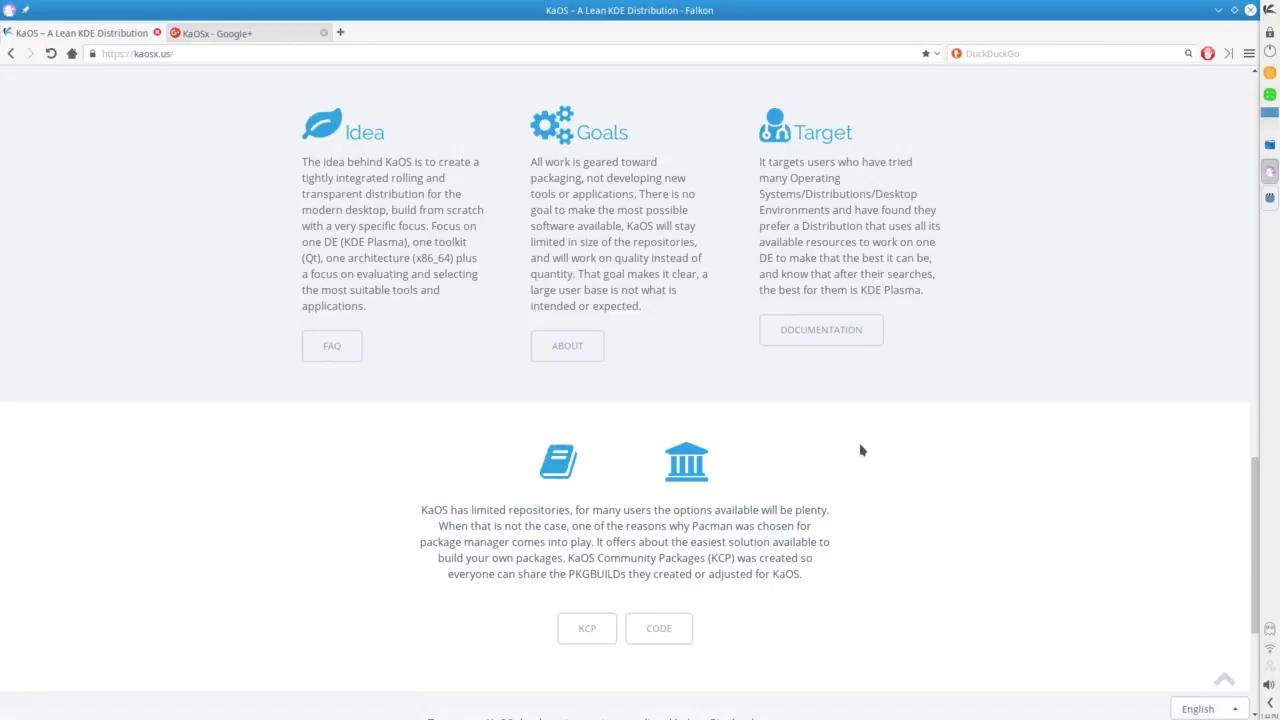 KaOS – A Lean KDE Distribution - Falkon
KaOS – A Lean KDE Distribution
KaOSx - Google+
https://kaosx.us/
DuckDuckGo
Idea
The idea behind KaOS is to create a
tightly integrated rolling and
transparent distribution for the
modern desktop, build from scratch
with a very specific focus. Focus on
one DE (KDE Plasma), one toolkit
(Qt), one architecture (x86_64) plus
a focus on evaluating and selecting
the most suitable tools and
applications.
FAQ
Goals
All work is geared toward
packaging, not developing new
tools or applications. There is no
goal to make the most possible
software available, KaOS will stay
limited in size of the repositories,
and will work on quality instead of
quantity. That goal makes it clear, a
large user base is not what is
intended or expected.
ABOUT
Target
It targets users who have tried
many Operating
Systems/Distributions/Desktop
Environments and have found they
prefer a Distribution that uses all its
available resources to work on one
DE to make that the best it can be,
and know that after their searches,
the best for them is KDE Plasma.
DOCUMENTATION
KaOS has limited repositories, for many users the options available will be plenty.
When that is not the case, one of the reasons why Pacman was chosen for
package manager comes into play. It offers about the easiest solution available to
build your own packages. KaOS Community Packages (KCP) was created so
everyone can share the PKGBUILDs they created or adjusted for KaOS.
KCP
CODE
English
1:44 PM